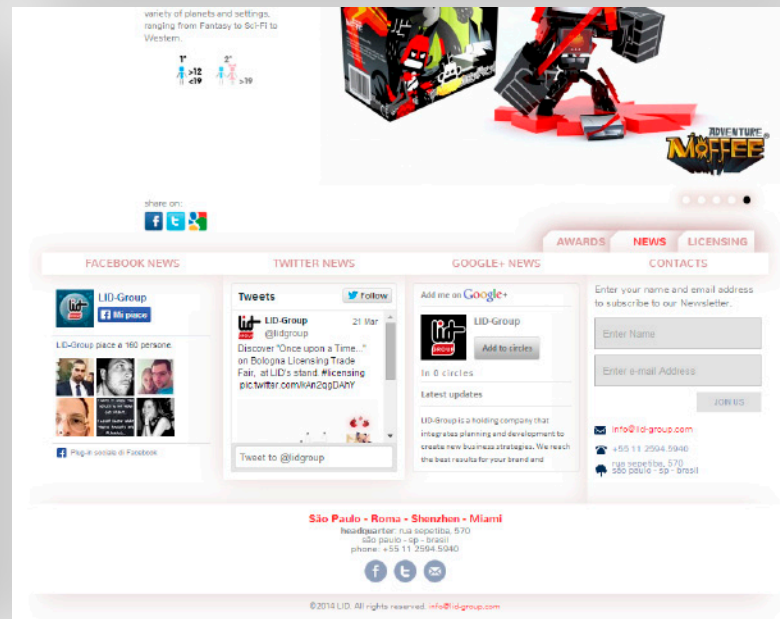 variety of planets and settings,
ranging from Fantasy to Sci-Fi to
Western.
1° 2°
>12
<19 >19
ADVENTURE
MOFFEE
share on:
AWARDS NEWS LICENSING
FACEBOOK NEWS TWITTER NEWS GOOGLE+ NEWS CONTACTS
LID-Group
Mi piace
LID-Group piace a 160 persone.
Plug-in sociale di Facebook
Tweets Follow
LID-Group 21 Mar
@lidgroup
Discover "Once upon a Time..."
on Bologna Licensing Trade
Fair, at LID's stand. #licensing
pic.twitter.com/kAn2qpDAhY
Tweet to @lidgroup
Add me on Google+
lid
GROUP
LID-Group
Add to circles
In 0 circles
Latest updates
LID-Group is a holding company that
integrates planning and development to
create new business strategies. We reach
the best results for your brand and
Enter your name and email address
to subscribe to our Newsletter.
Enter Name
Enter e-mail Address
JOIN US
info@lid-group.com
+55 11 2594.5940
rua sepetiba, 570
são paulo - sp - brasil
São Paulo - Roma - Shenzhen - Miami
headquarter: rua sepetiba, 570
são paulo - sp - brasil
phone: +55 11 2594.5940
©2014 LID. All rights reserved. info@lid-group.com